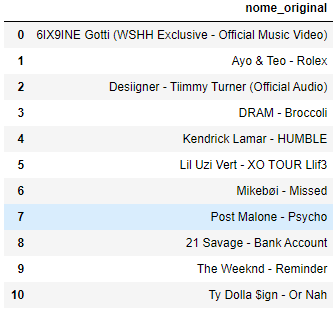 nome_original
0 6IX9INE Gotti (WSHH Exclusive - Official Music Video)
1 Ayo & Teo - Rolex
2 Desiigner - Tiimmy Turner (Official Audio)
3 DRAM - Broccoli
4 Kendrick Lamar - HUMBLE
5 Lil Uzi Vert - XO TOUR Llif3
6 Mikebøi - Missed
7 Post Malone - Psycho
8 21 Savage - Bank Account
9 The Weeknd - Reminder
10 Ty Dolla $ign - Or Nah